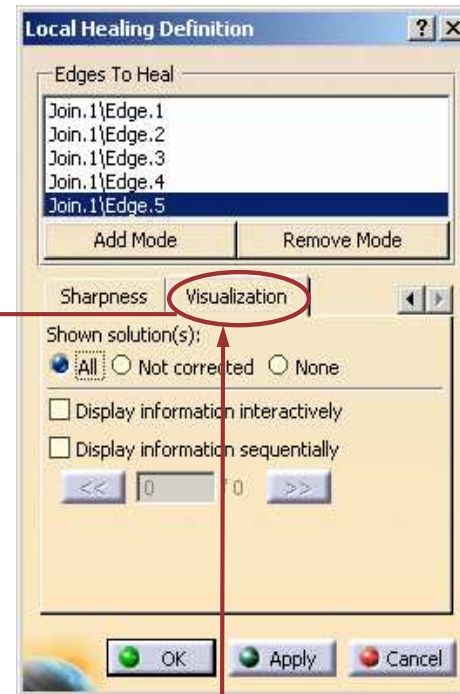 Local Healing Definition
Edges To Heal
Join.1\Edge.1
Join.1\Edge.2
Join.1\Edge.3
Join.1\Edge.4
Join.1\Edge.5
Add Mode Remove Mode
Sharpness Visualization
Shown solution(s):
All Not corrected None
Display information interactively
Display information sequentially
<< 0 / 0 >>
OK Apply Cancel